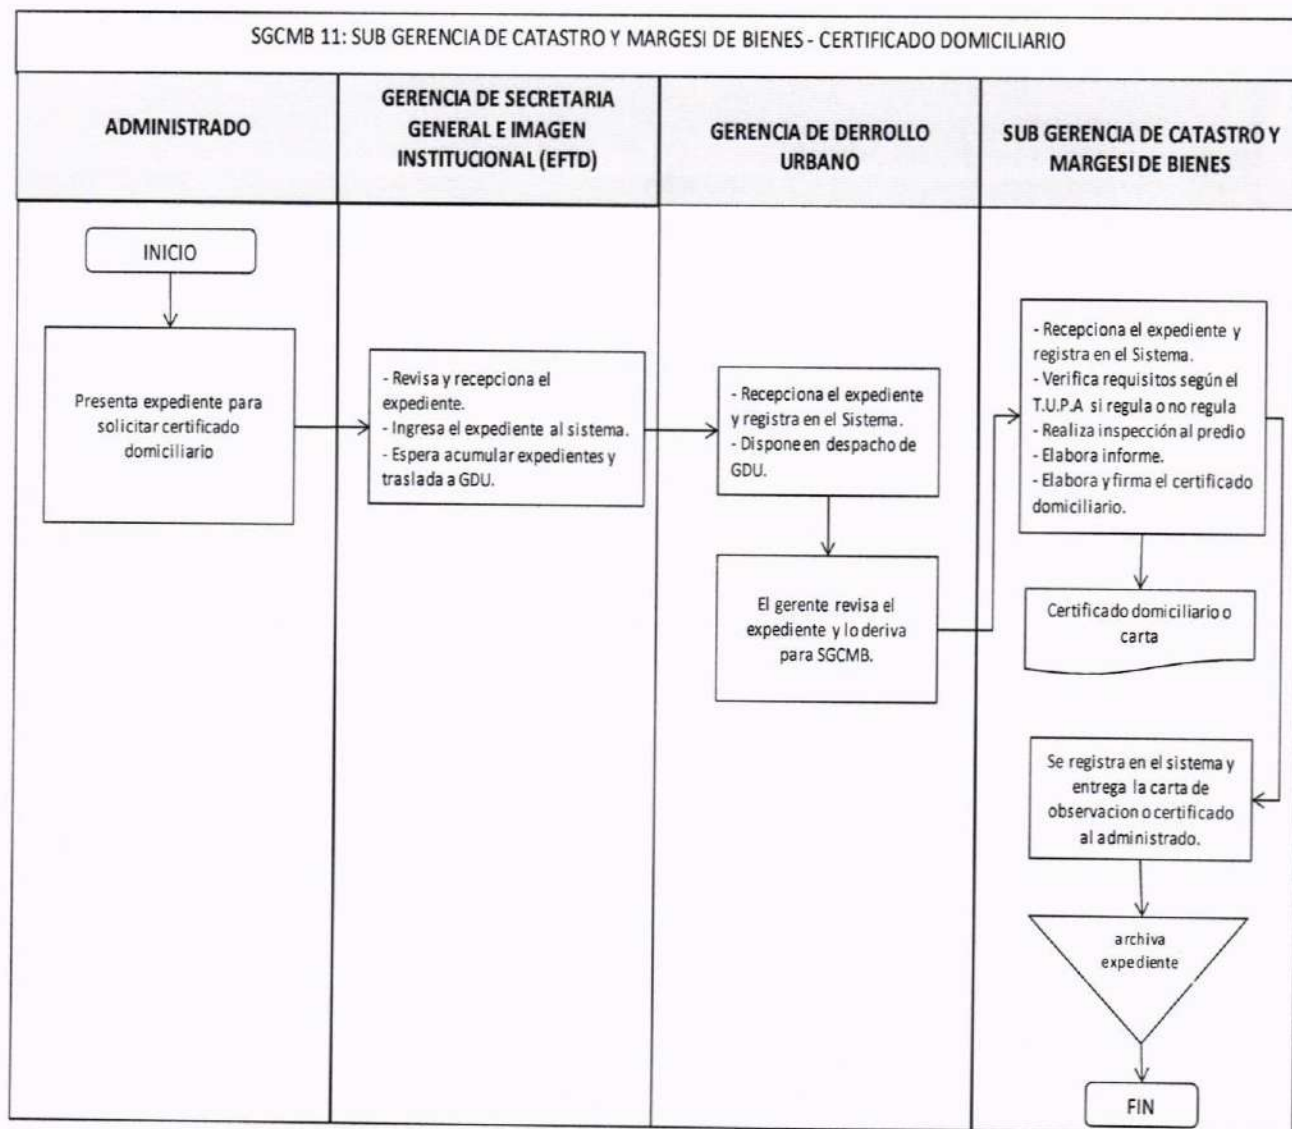 SGCMB 11: SUB GERENCIA DE CATASTRO Y MARGESI DE BIENES - CERTIFICADO DOMICILIARIO
ADMINISTRADO
GERENCIA DE SECRETARIA
GENERAL E IMAGEN
INSTITUCIONAL (EFTD)
GERENCIA DE DERROLLO
URBANO
SUB GERENCIA DE CATASTRO Y
MARGESI DE BIENES
INICIO
Presenta expediente para
solicitar certificado
domiciliario
- Revisa y recepciona el
expediente.
- Ingresa el expediente al sistema.
- Espera acumular expedientes y
traslada a GDU.
- Recepciona el expediente
y registra en el Sistema.
- Dispone en despacho de
GDU.
El gerente revisa el
expediente y lo deriva
para SGCMB.
- Recepciona el expediente y
registra en el Sistema.
- Verifica requisitos según el
T.U.P.A si regula o no regula
- Realiza inspección al predio
- Elabora informe.
- Elabora y firma el certificado
domiciliario.
Certificado domiciliario o
carta
Se registra en el sistema y
entrega la carta de
observacion o certificado
al administrado.
archiva
expediente
FIN